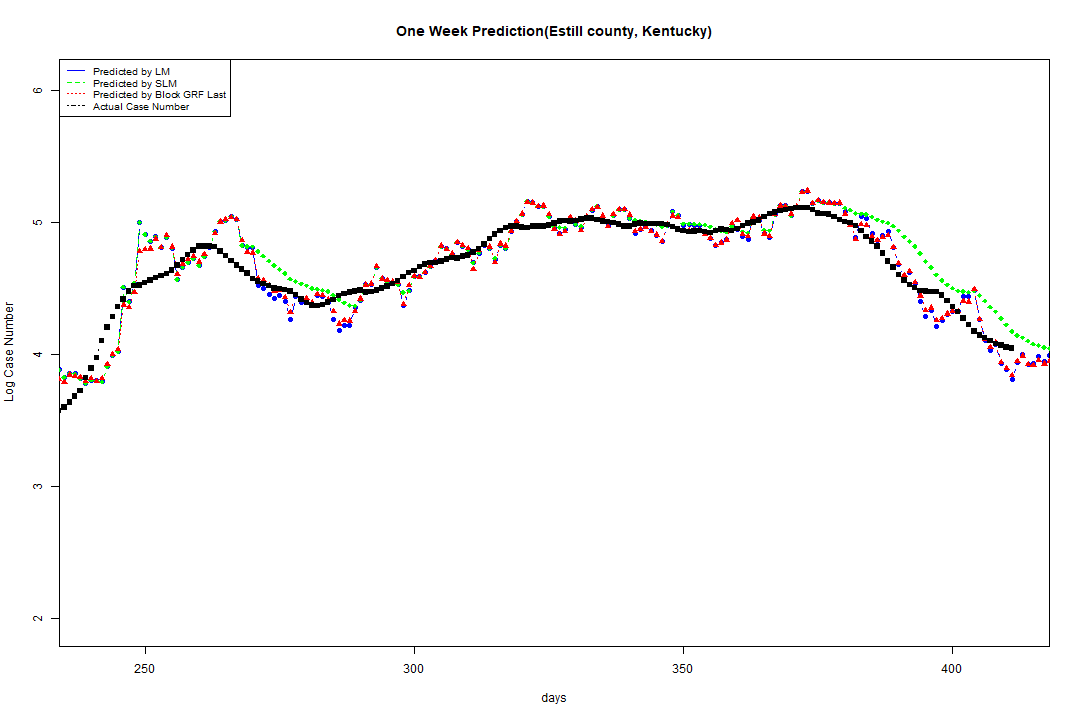 One Week Prediction(Estill county, Kentucky)
Predicted by LM
Predicted by SLM
Predicted by Block GRF Last
Actual Case Number
6
5
4
3
2
Log Case Number
250
300
350
400
days